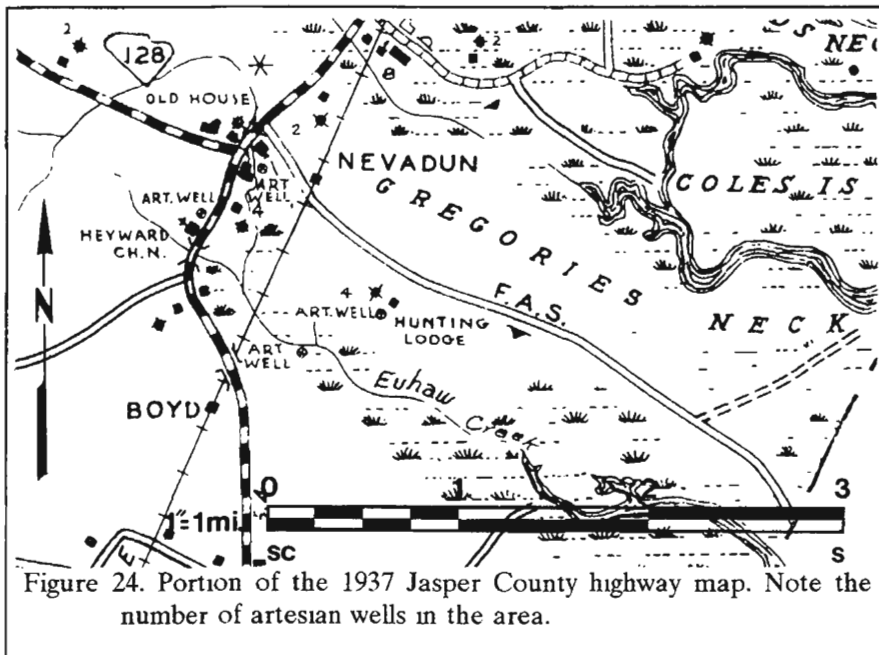 2
128
OLD HOUSE
8
2
2
O S NEC
NEVADUN
ART. WELL
ART
WELL
4
HEYWARD
CH.N.
GREGORIES
NECK
COLES IS
F.A.S.
N
4
ART.WELL
HUNTING
LODGE
ART
WELL
Euhaw
Creek
BOYD
0 1 3
1"=1mi.
SC S
E
Figure 24. Portion of the 1937 Jasper County highway map. Note the
number of artesian wells in the area.